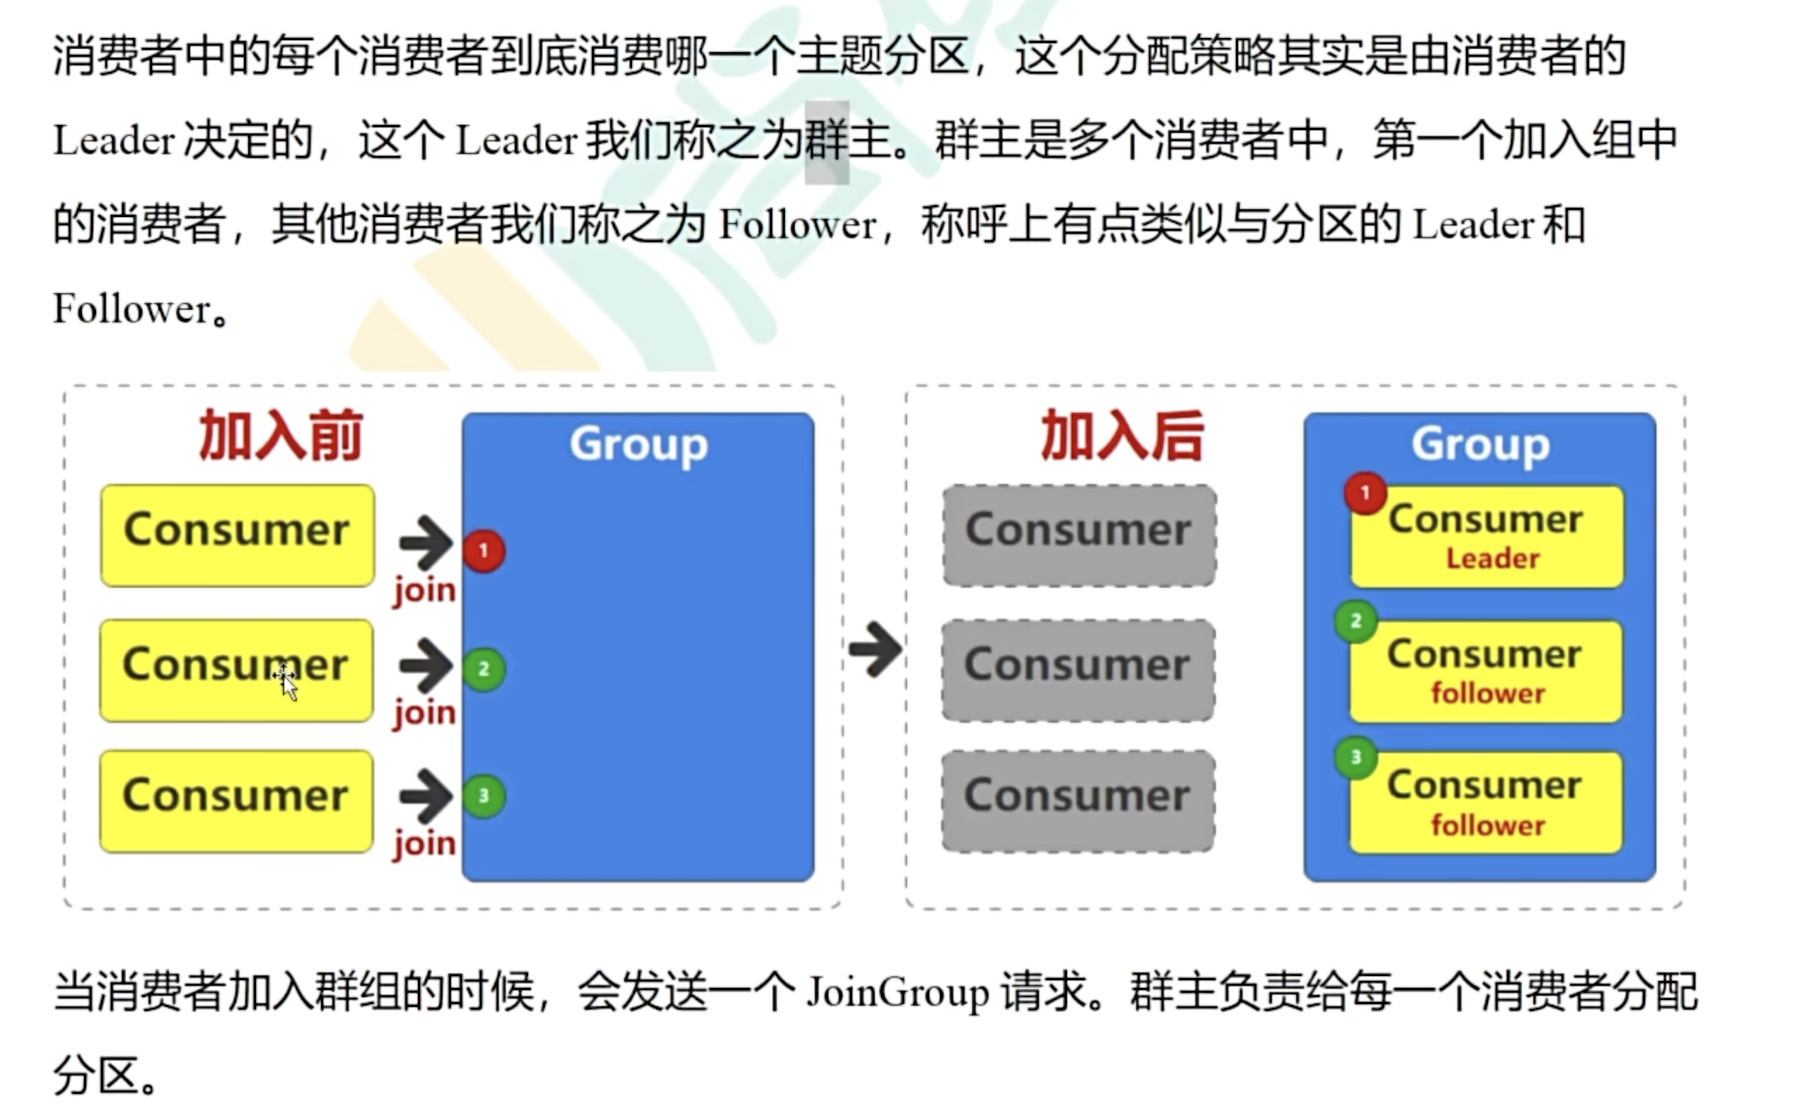 消费者中的每个消费者到底消费哪一个主题分区，这个分配策略其实是由消费者的
Leader 决定的，这个 Leader 我们称之为群主。群主是多个消费者中，第一个加入组中
的消费者，其他消费者我们称之为 Follower，称呼上有点类似与分区的 Leader 和
Follower。
加入前
Group
Consumer
join
1
Consumer
join
2
Consumer
join
3
加入后
Consumer
Consumer
Consumer
Group
1
Consumer
Leader
2
Consumer
follower
3
Consumer
follower
当消费者加入群组的时候，会发送一个 JoinGroup 请求。群主负责给每一个消费者分配
分区。